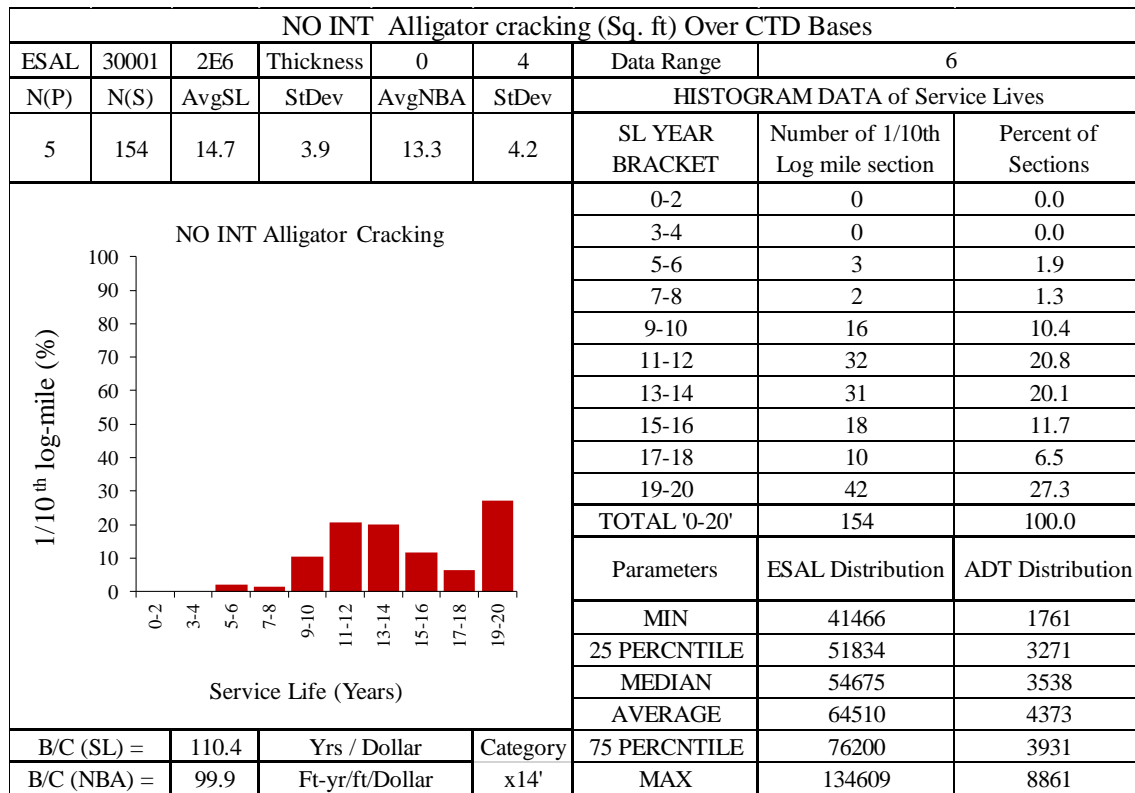 NO INT Alligator cracking (Sq. ft) Over CTD Bases
ESAL 30001 2E6 Thickness 0 4 Data Range 6
N(P) N(S) AvgSL StDev AvgNBA StDev HISTOGRAM DATA of Service Lives
5 154 14.7 3.9 13.3 4.2
SL YEAR BRACKET Number of 1/10th Log mile section Percent of Sections
0-2 0 0.0
3-4 0 0.0
5-6 3 1.9
7-8 2 1.3
9-10 16 10.4
11-12 32 20.8
13-14 31 20.1
15-16 18 11.7
17-18 10 6.5
19-20 42 27.3
TOTAL '0-20' 154 100.0
NO INT Alligator Cracking
1/10 th log-mile (%)
100
90
80
70
60
50
40
30
20
10
0
0-2 3-4 5-6 7-8 9-10 11-12 13-14 15-16 17-18 19-20
Service Life (Years)
Parameters ESAL Distribution ADT Distribution
MIN 41466 1761
25 PERCNTILE 51834 3271
MEDIAN 54675 3538
AVERAGE 64510 4373
75 PERCNTILE 76200 3931
MAX 134609 8861
B/C (SL) = 110.4 Yrs / Dollar Category
B/C (NBA) = 99.9 Ft-yr/ft/Dollar x14'